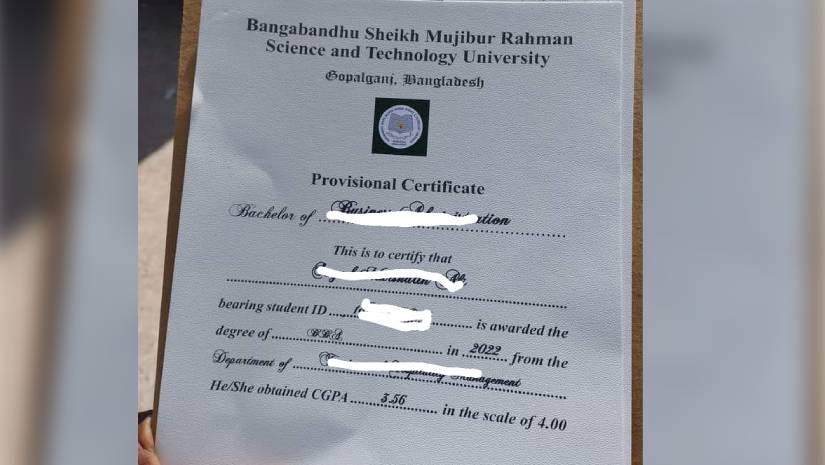 Bangabandhu Sheikh Mujibur Rahman
Science and Technology University
Gopalganj, Bangladesh
Provisional Certificate
Bachelor of
This is to certify that
bearing student ID is awarded the
degree of BBA in 2022 from the
Department of Management
He/She obtained CGPA 3.56 in the scale of 4.00